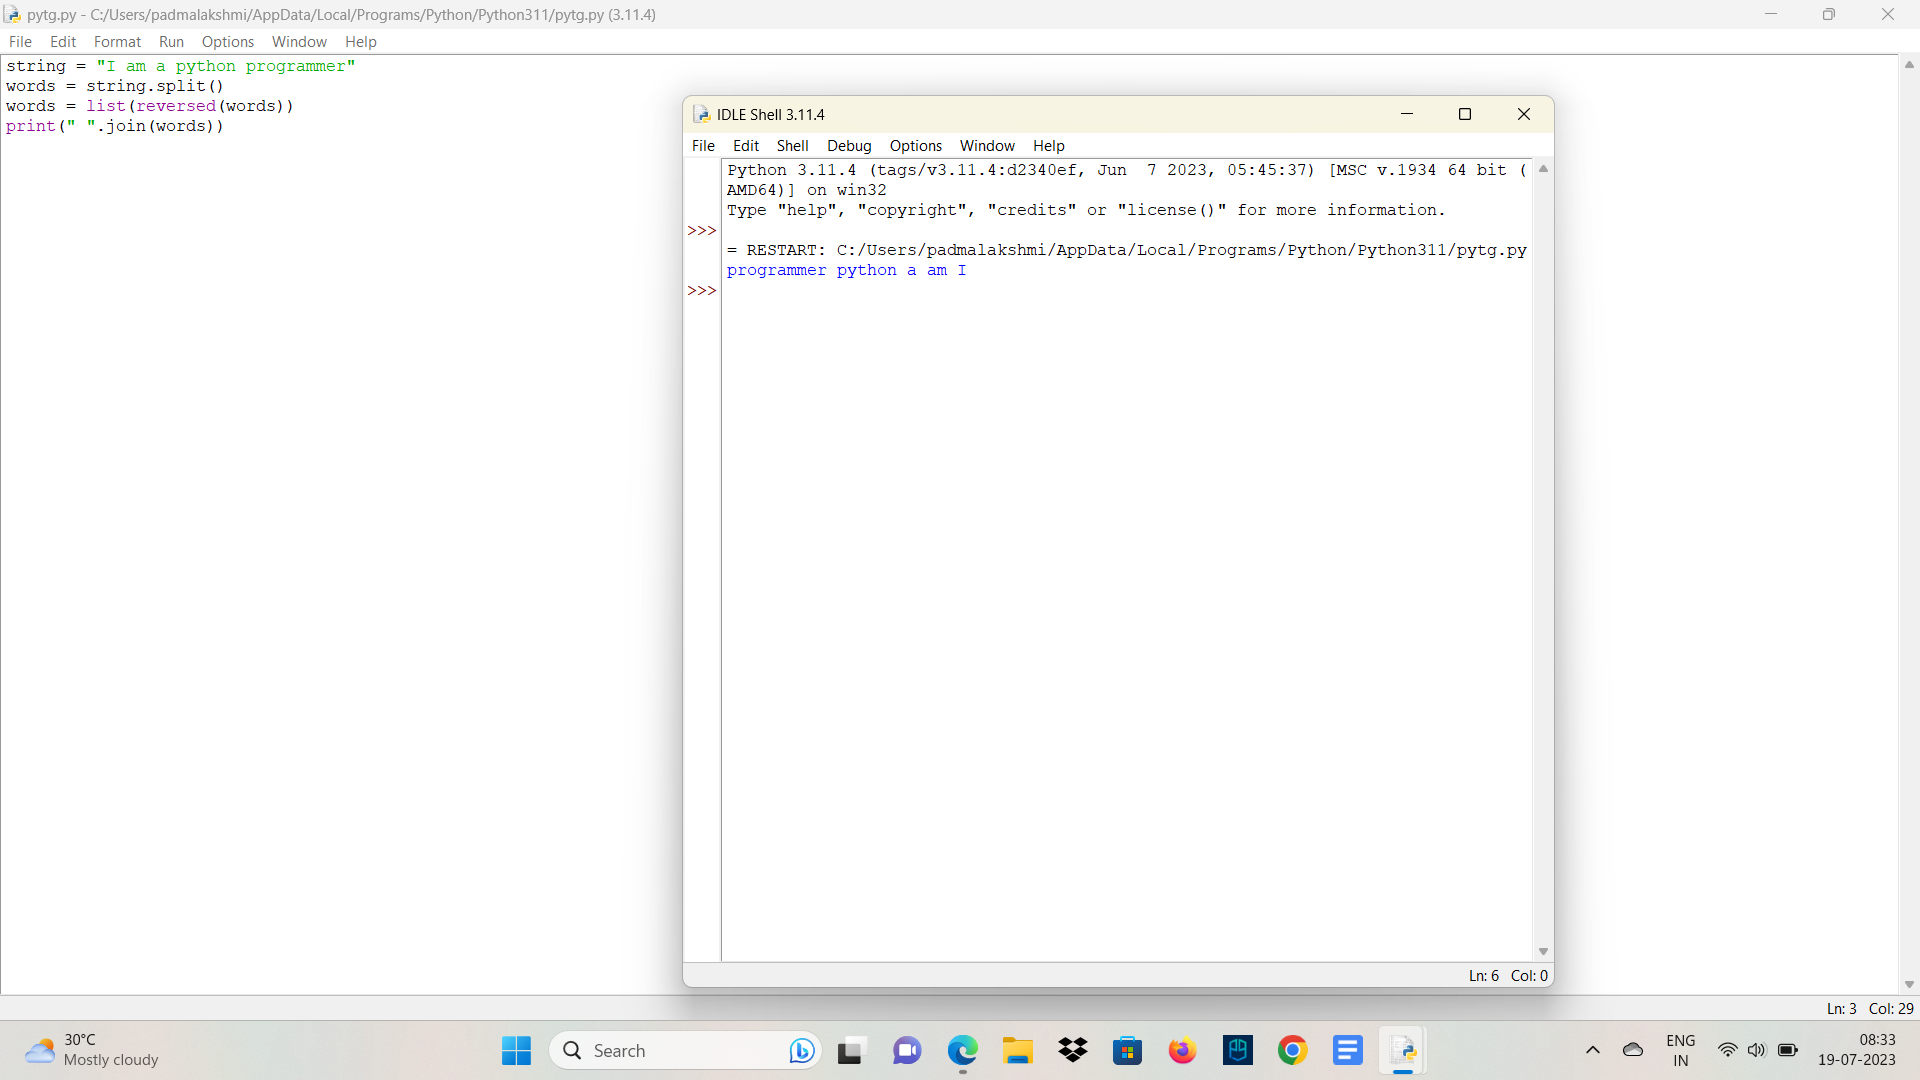 pytg.py - C:/Users/padmalakshmi/AppData/Local/Programs/Python/Python311/pytg.py (3.11.4)
File Edit Format Run Options Window Help
string = "I am a python programmer"
words = string.split()
words = list(reversed(words))
print(" ".join(words))
IDLE Shell 3.11.4
File Edit Shell Debug Options Window Help
Python 3.11.4 (tags/v3.11.4:d2340ef, Jun  7 2023, 05:45:37) [MSC v.1934 64 bit (
AMD64)] on win32
Type "help", "copyright", "credits" or "license()" for more information.
>>>
= RESTART: C:/Users/padmalakshmi/AppData/Local/Programs/Python/Python311/pytg.py
programmer python a am I
>>>
Ln: 6 Col: 0
Ln: 3 Col: 29
30°C
Mostly cloudy
Search
ENG
IN
08:33
19-07-2023